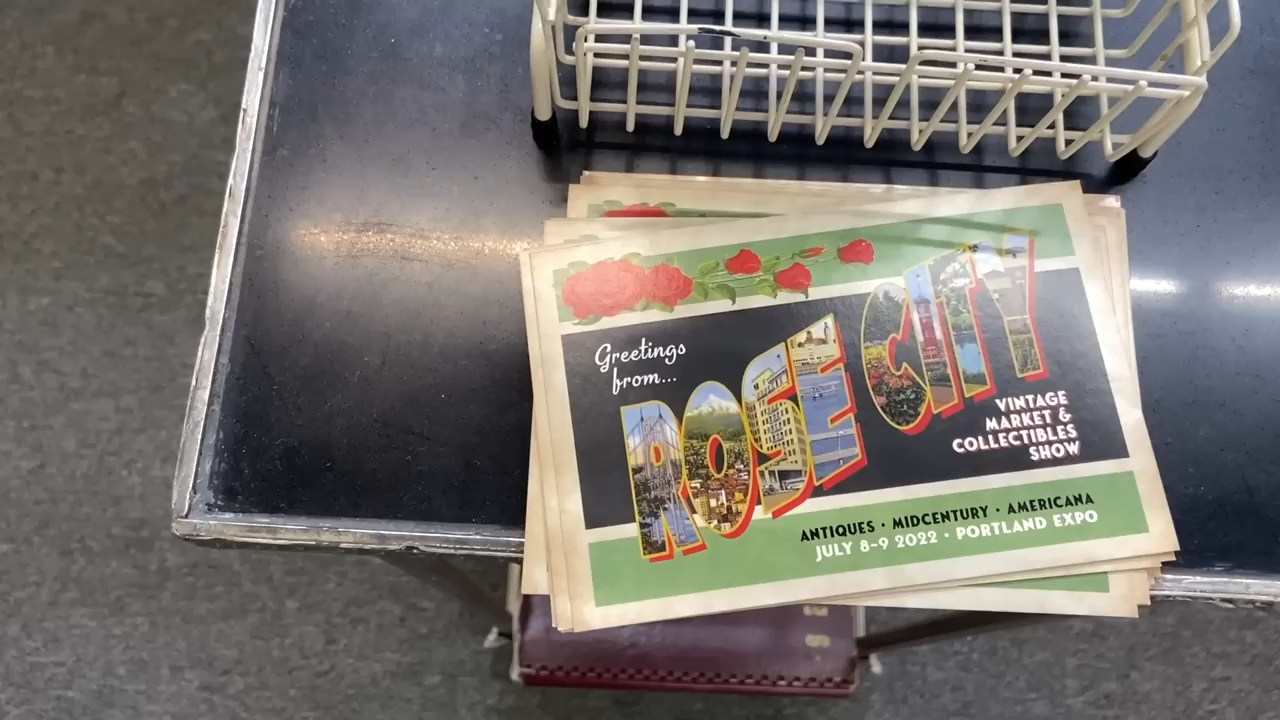 Greetings
from...
ROSE CITY
VINTAGE
MARKET &
COLLECTIBLES
SHOW
ANTIQUES · MIDCENTURY · AMERICANA
JULY 8-9 2022 · PORTLAND EXPO